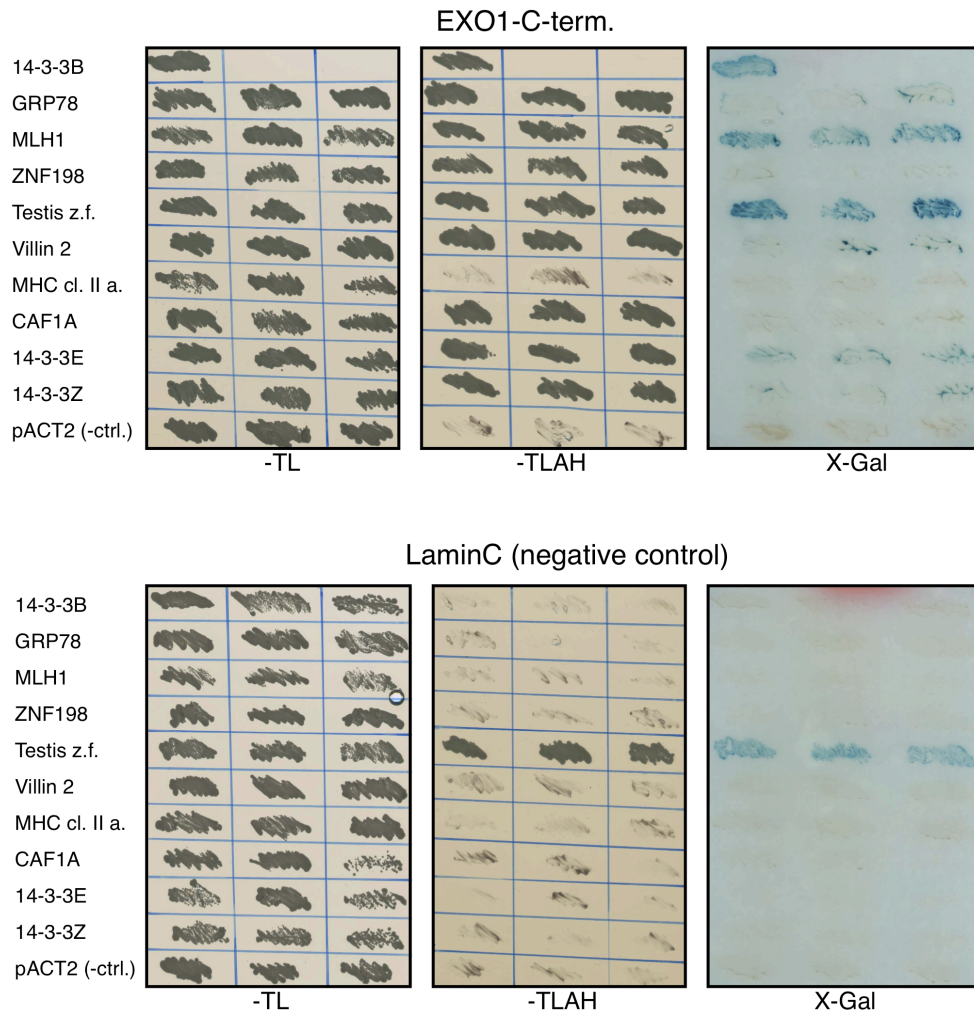 EXO1-C-term.
14-3-3B
GRP78
MLH1
ZNF198
Testis z.f.
Villin 2
MHC cl. II a.
CAF1A
14-3-3E
14-3-3Z
pACT2 (-ctrl.)
-TL
-TLAH
X-Gal
LaminC (negative control)
14-3-3B
GRP78
MLH1
ZNF198
Testis z.f.
Villin 2
MHC cl. II a.
CAF1A
14-3-3E
14-3-3Z
pACT2 (-ctrl.)
-TL
-TLAH
X-Gal